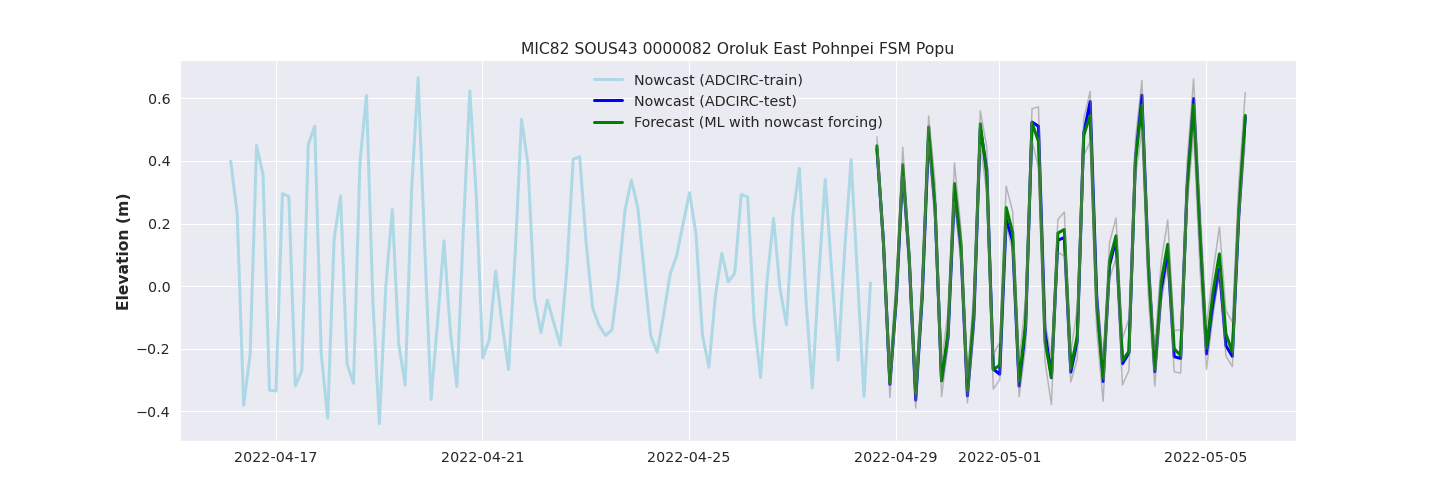 MIC82 SOUS43 0000082 Oroluk East Pohnpei FSM Popu
Nowcast (ADCIRC-train)
Nowcast (ADCIRC-test)
Forecast (ML with nowcast forcing)
Elevation (m)
0.6
0.4
0.2
0.0
−0.2
−0.4
2022-04-17 2022-04-21 2022-04-25 2022-04-29 2022-05-01 2022-05-05